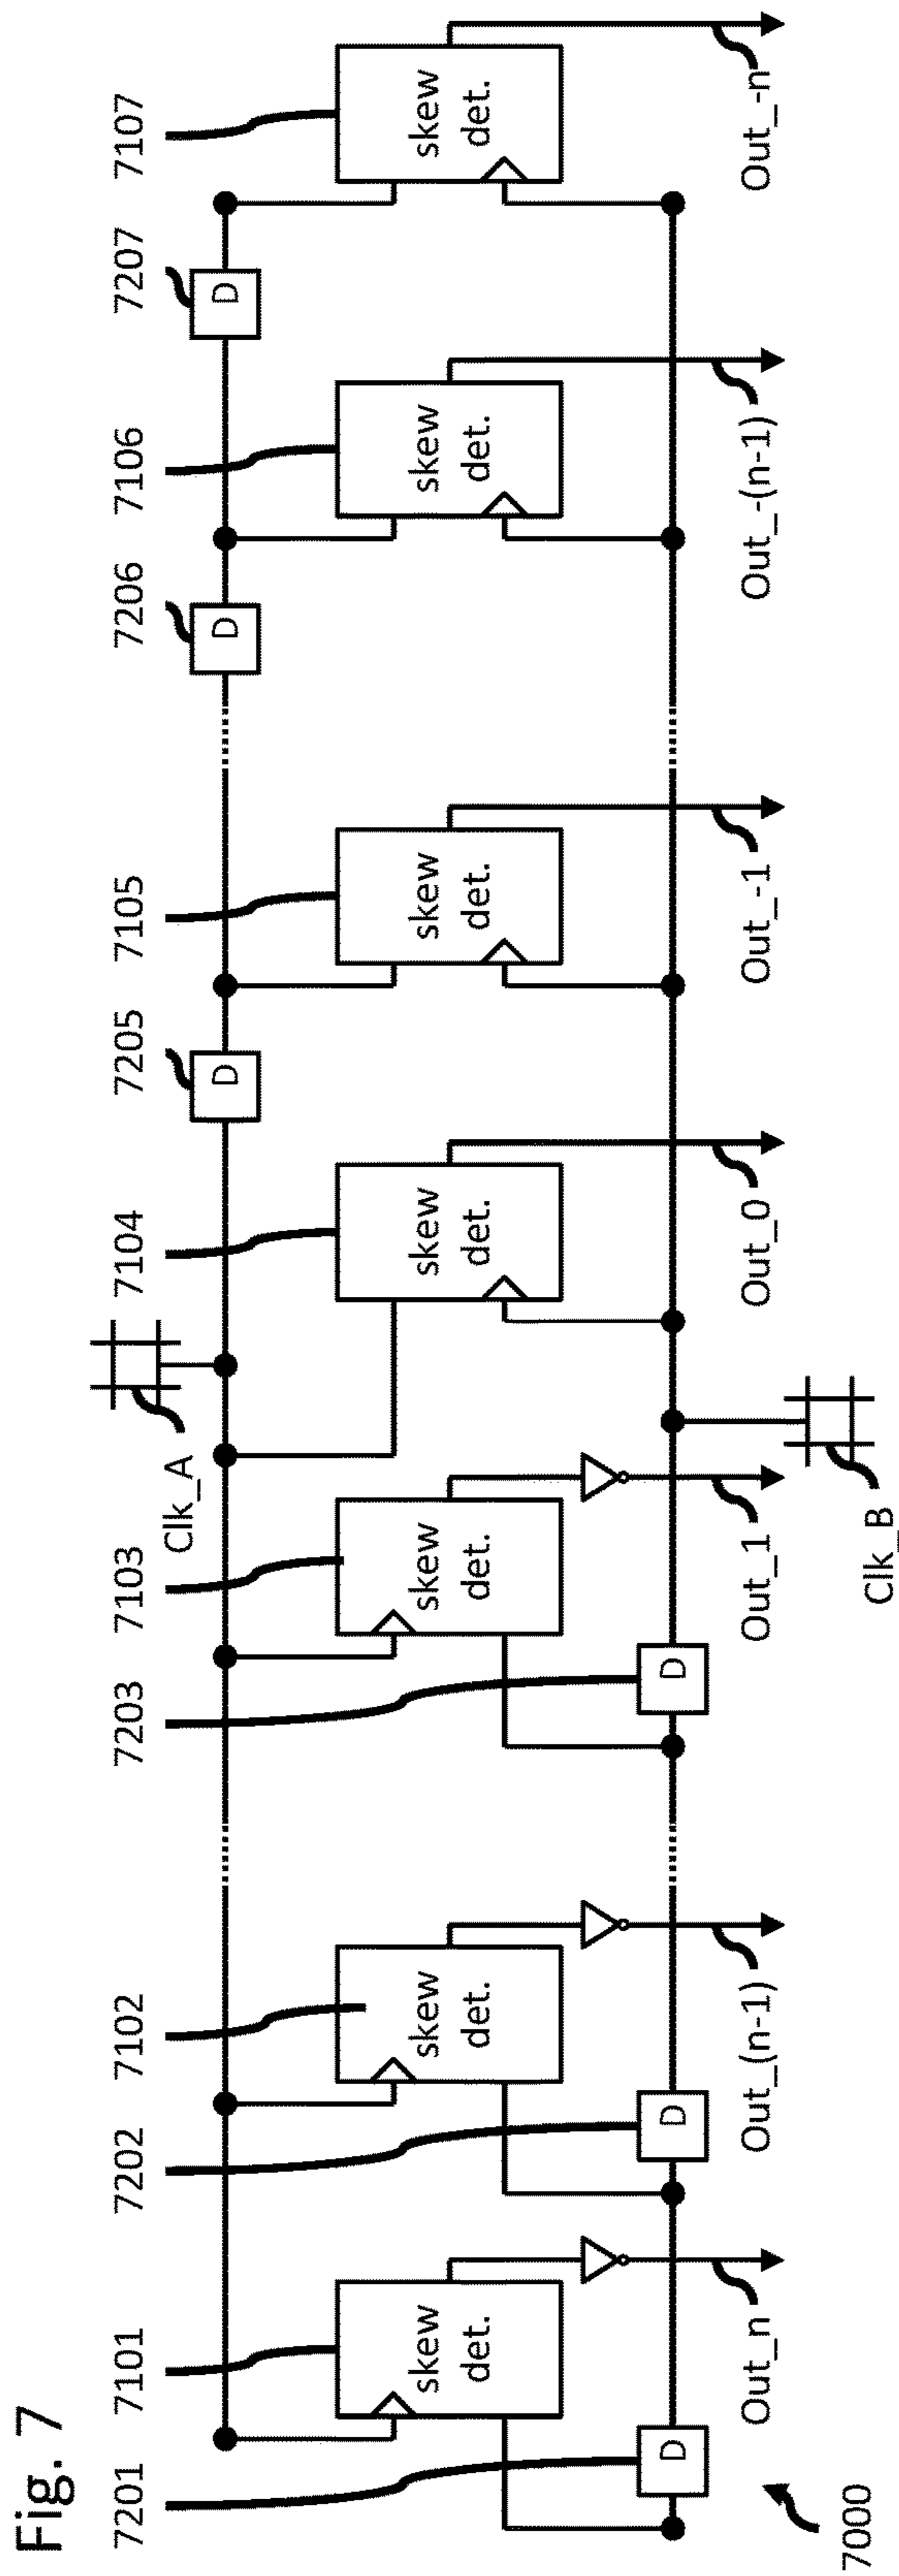 Fig. 7
7201
7101
7202
7102
7203
7103
Clk_A
7104
7205
7105
7206
7106
7207
7107
D
D
D
skew
det.
skew
det.
skew
det.
skew
det.
skew
det.
skew
det.
skew
det.
D
D
D
Out_n
Out_(n-1)
Out_1
Out_0
Out_-1
Out_-(n-1)
Out_-n
Clk_B
7000